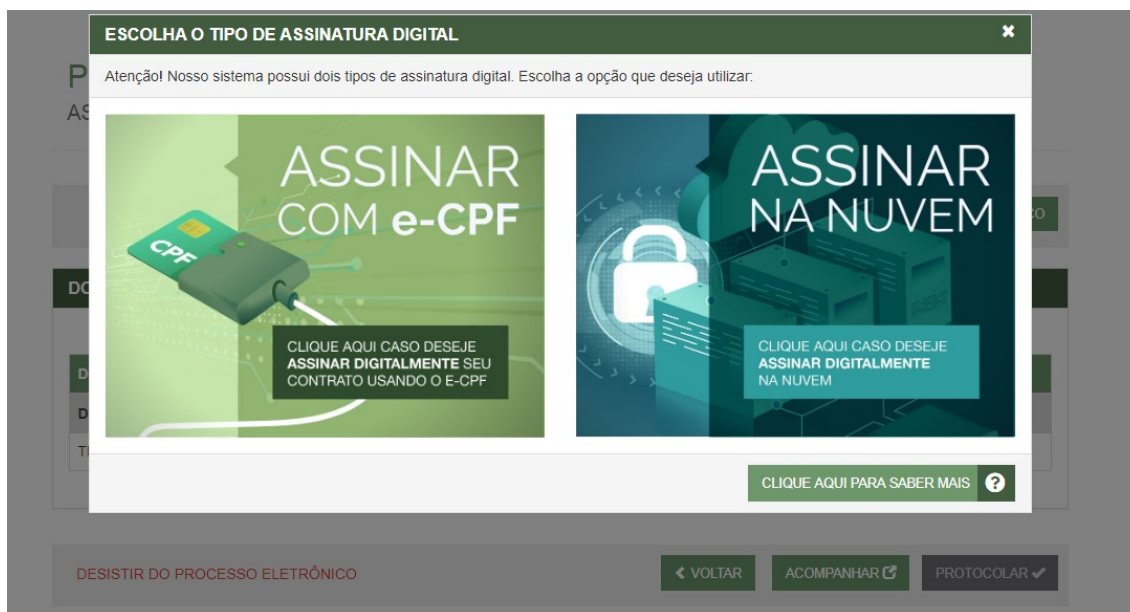 ESCOLHA O TIPO DE ASSINATURA DIGITAL
Atenção! Nosso sistema possui dois tipos de assinatura digital. Escolha a opção que deseja utilizar:
ASSINAR
COM e-CPF
CPF
CLIQUE AQUI CASO DESEJE
ASSINAR DIGITALMENTE SEU
CONTRATO USANDO O E-CPF
ASSINAR
NA NUVEM
CLIQUE AQUI CASO DESEJE
ASSINAR DIGITALMENTE
NA NUVEM
CLIQUE AQUI PARA SABER MAIS ?
DESISTIR DO PROCESSO ELETRÔNICO
VOLTAR
ACOMPANHAR
PROTOCOLAR